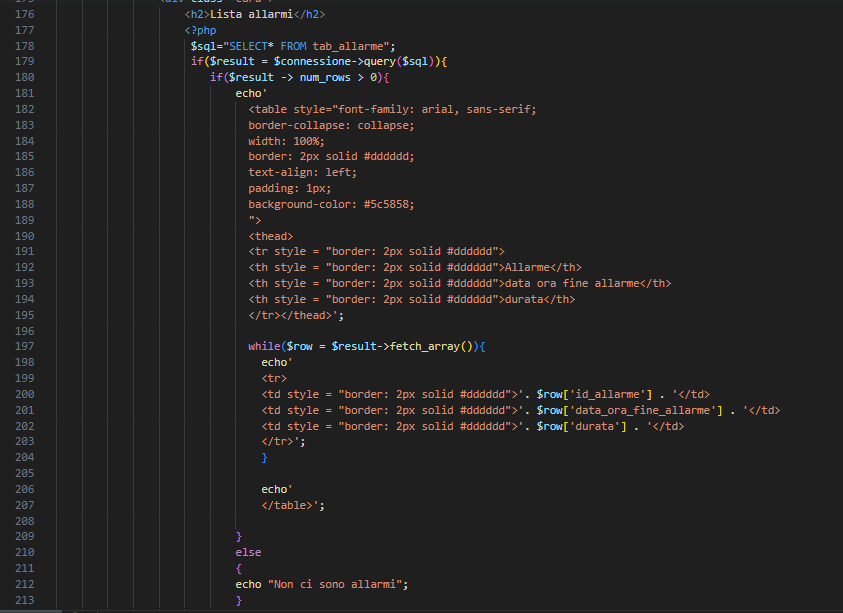 176 <h2>Lista allarmi</h2>
177 <?php
178 $sql="SELECT* FROM tab_allarme";
179 if($result = $connessione->query($sql)){
180 if($result -> num_rows > 0){
181 echo'
182 <table style="font-family: arial, sans-serif;
183 border-collapse: collapse;
184 width: 100%;
185 border: 2px solid #dddddd;
186 text-align: left;
187 padding: 1px;
188 background-color: #5c5858;
189 ">
190 <thead>
191 <tr style = "border: 2px solid #dddddd">
192 <th style = "border: 2px solid #dddddd">Allarme</th>
193 <th style = "border: 2px solid #dddddd">data ora fine allarme</th>
194 <th style = "border: 2px solid #dddddd">durata</th>
195 </tr></thead>';
196
197 while($row = $result->fetch_array()){
198 echo'
199 <tr>
200 <td style = "border: 2px solid #dddddd">'. $row['id_allarme'] . '</td>
201 <td style = "border: 2px solid #dddddd">'. $row['data_ora_fine_allarme'] . '</td>
202 <td style = "border: 2px solid #dddddd">'. $row['durata'] . '</td>
203 </tr>';
204 }
205
206 echo'
207 </table>';
208
209 }
210 else
211 {
212 echo "Non ci sono allarmi";
213 }